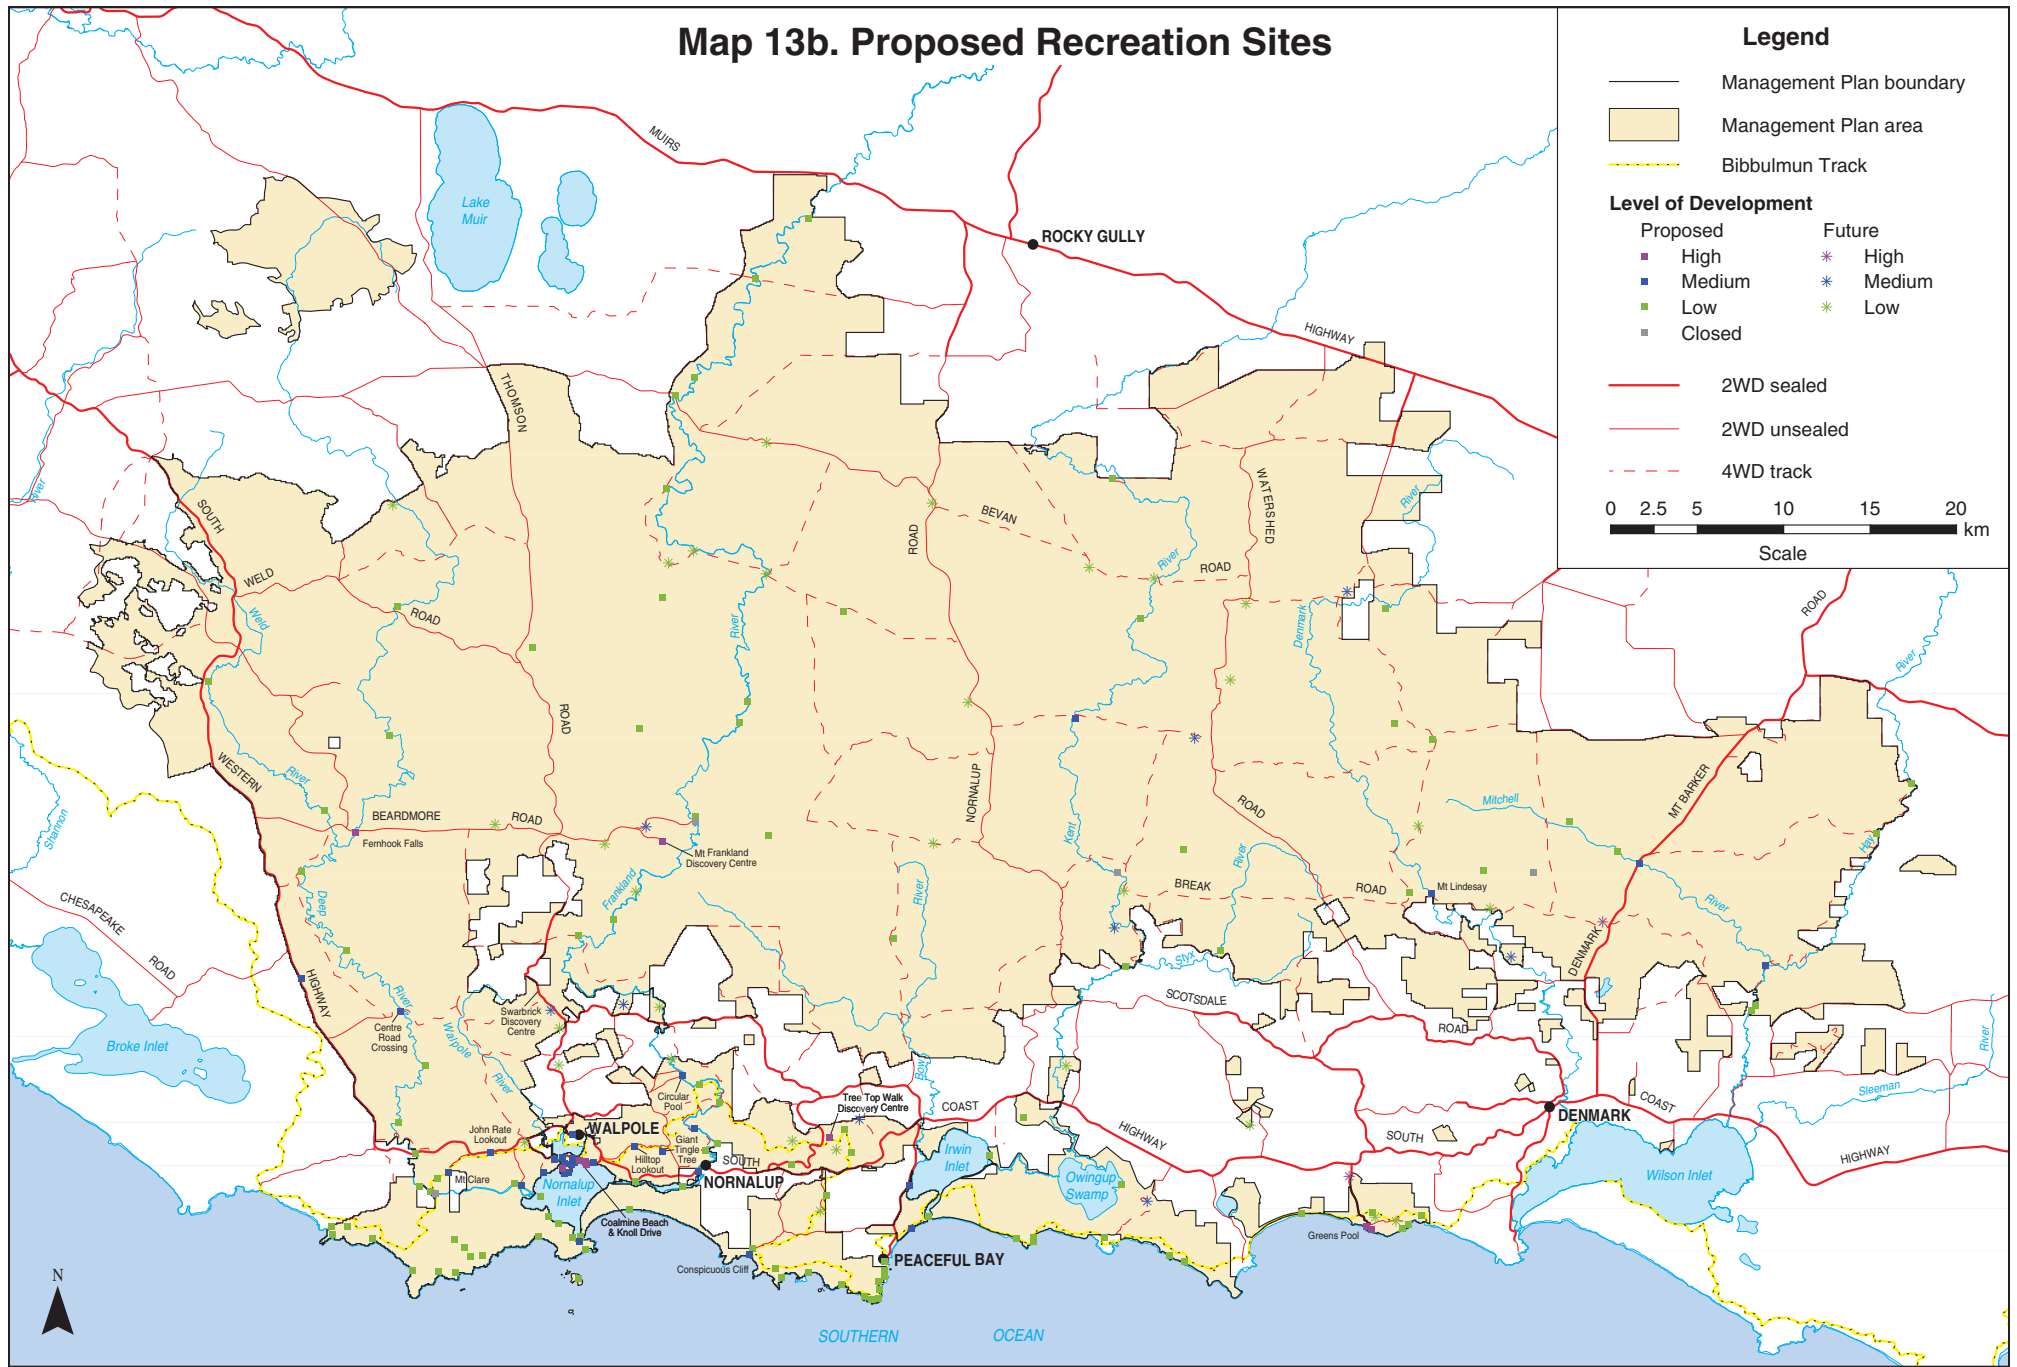 Map 13b. Proposed Recreation Sites
Legend
Management Plan boundary
Management Plan area
Bibbulmun Track
Level of Development
Proposed
Future
High
High
Medium
Medium
Low
Low
Closed
2WD sealed
2WD unsealed
4WD track
0 2.5 5 10 15 20
km
Scale
MUIRS
Lake
Muir
ROCKY GULLY
HIGHWAY
THOMSON
River
SOUTH
WATERSHED
River
BEVAN
ROAD
River
ROAD
WELD
ROAD
Weld
River
Denmark
ROAD
River
ROAD
WESTERN
River
NORNALUP
ROAD
Mitchell
MT BARKER
Shannon
BEARDMORE
ROAD
Fernhook Falls
Mt Frankland
Discovery Centre
Kent
River
Hay
Deep
Frankland
River
BREAK
ROAD
Mt Lindesay
River
CHESAPEAKE
ROAD
DENMARK
HIGHWAY
River
Styx
SCOTSDALE
ROAD
Swarbrick
Discovery
Centre
Centre
Road
Crossing
Walpole
River
Broke Inlet
Bow
River
Sleeman
Circular
Pool
Tree Top Walk
Discovery Centre
COAST
COAST
DENMARK
WALPOLE
John Rate
Lookout
Giant
Tingle
Tree
Hilltop
Lookout
SOUTH
HIGHWAY
SOUTH
HIGHWAY
Irwin
Inlet
Owingup
Swamp
Wilson Inlet
Mt Clare
Nornalup
Inlet
NORNALUP
Coalmine Beach
& Knoll Drive
Greens Pool
Conspicuous Cliff
PEACEFUL BAY
N
SOUTHERN OCEAN